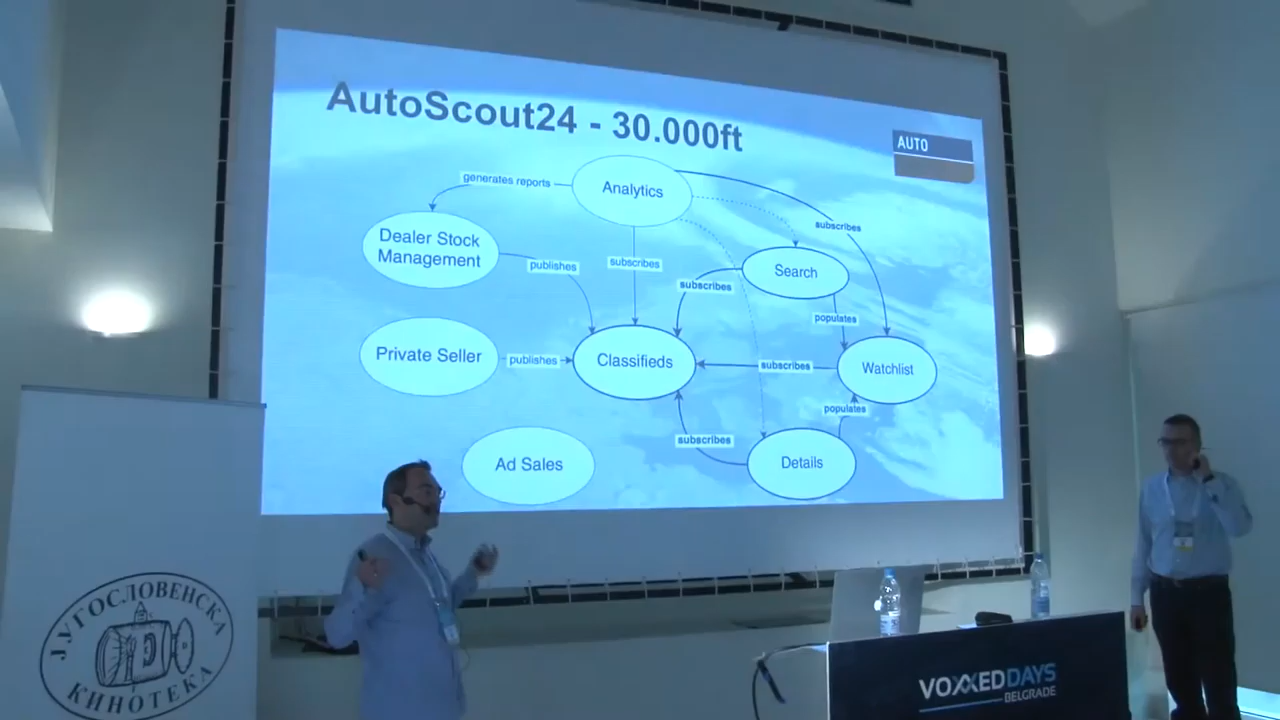 AutoScout24 - 30.000ft
AUTO
Analytics
generates reports
subscribes
Dealer Stock
Management
publishes
subscribes
Search
subscribes
populates
Private Seller
publishes
Classifieds
subscribes
Watchlist
populates
subscribes
Ad Sales
Details
ЈУГОСЛОВЕНСКА
КИНОТЕКА
VOXXEDDAYS
BELGRADE